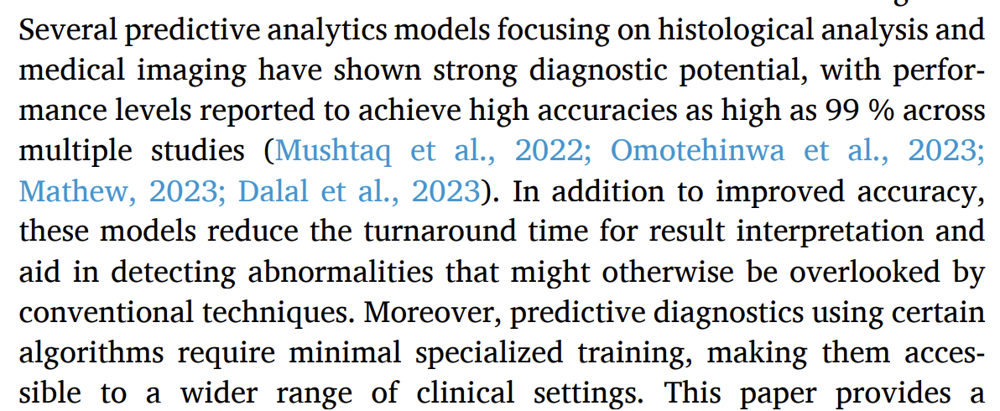 Several predictive analytics models focusing on histological analysis and
medical imaging have shown strong diagnostic potential, with perfor-
mance levels reported to achieve high accuracies as high as 99 % across
multiple studies (Mushtaq et al., 2022; Omotehinwa et al., 2023;
Mathew, 2023; Dalal et al., 2023). In addition to improved accuracy,
these models reduce the turnaround time for result interpretation and
aid in detecting abnormalities that might otherwise be overlooked by
conventional techniques. Moreover, predictive diagnostics using certain
algorithms require minimal specialized training, making them acces-
sible to a wider range of clinical settings. This paper provides a